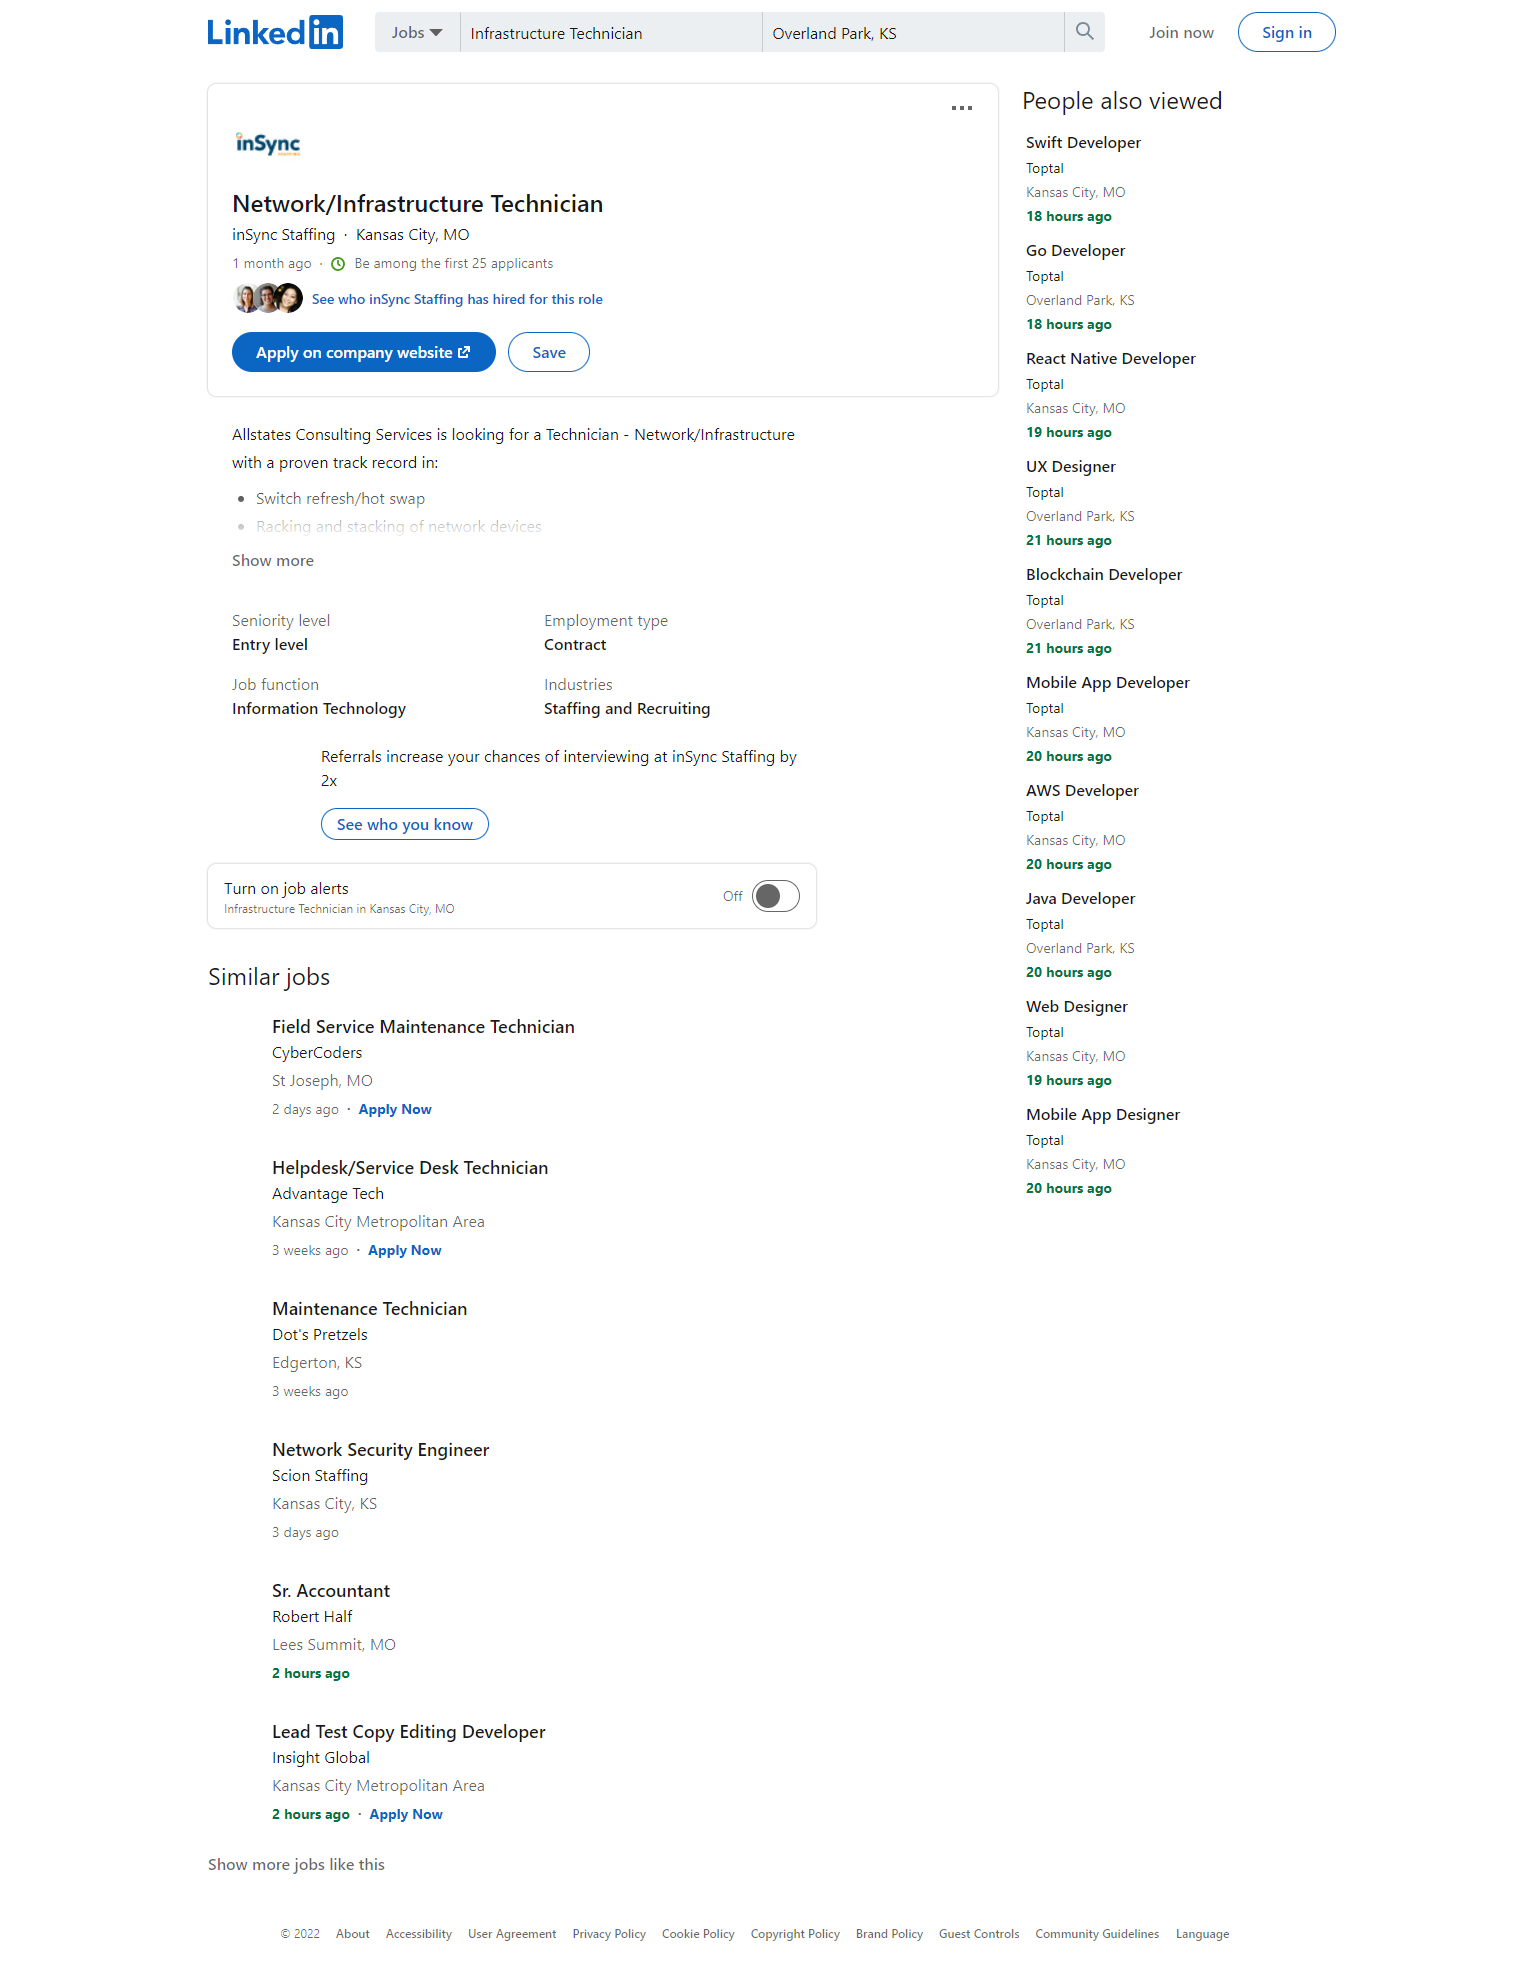 LinkedIn
Jobs
Infrastructure Technician
Overland Park, KS
Join now
Sign in
inSync
Network/Infrastructure Technician
inSync Staffing · Kansas City, MO
1 month ago · Be among the first 25 applicants
See who inSync Staffing has hired for this role
Apply on company website
Save
Allstates Consulting Services is looking for a Technician - Network/Infrastructure
with a proven track record in:
• Switch refresh/hot swap
• Racking and stacking of network devices
Show more
Seniority level
Entry level
Employment type
Contract
Job function
Information Technology
Industries
Staffing and Recruiting
Referrals increase your chances of interviewing at inSync Staffing by
2x
See who you know
Turn on job alerts
Infrastructure Technician in Kansas City, MO
Off
Similar jobs
Field Service Maintenance Technician
CyberCoders
St Joseph, MO
2 days ago · Apply Now
Helpdesk/Service Desk Technician
Advantage Tech
Kansas City Metropolitan Area
3 weeks ago · Apply Now
Maintenance Technician
Dot's Pretzels
Edgerton, KS
3 weeks ago
Network Security Engineer
Scion Staffing
Kansas City, KS
3 days ago
Sr. Accountant
Robert Half
Lees Summit, MO
2 hours ago
Lead Test Copy Editing Developer
Insight Global
Kansas City Metropolitan Area
2 hours ago · Apply Now
Show more jobs like this
People also viewed
Swift Developer
Toptal
Kansas City, MO
18 hours ago
Go Developer
Toptal
Overland Park, KS
18 hours ago
React Native Developer
Toptal
Kansas City, MO
19 hours ago
UX Designer
Toptal
Overland Park, KS
21 hours ago
Blockchain Developer
Toptal
Overland Park, KS
21 hours ago
Mobile App Developer
Toptal
Kansas City, MO
20 hours ago
AWS Developer
Toptal
Kansas City, MO
20 hours ago
Java Developer
Toptal
Overland Park, KS
20 hours ago
Web Designer
Toptal
Kansas City, MO
19 hours ago
Mobile App Designer
Toptal
Kansas City, MO
20 hours ago
© 2022 About Accessibility User Agreement Privacy Policy Cookie Policy Copyright Policy Brand Policy Guest Controls Community Guidelines Language